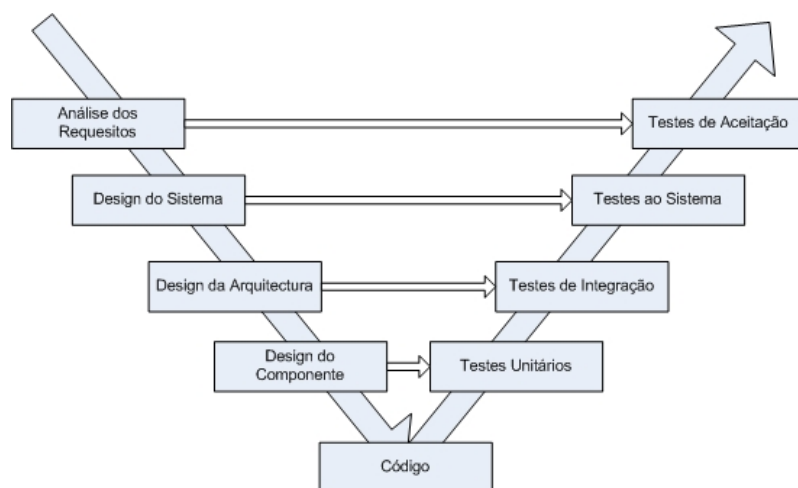 Análise dos
Requesitos
Testes de Aceitação
Design do Sistema
Testes ao Sistema
Design da Arquitectura
Testes de Integração
Design do
Componente
Testes Unitários
Código